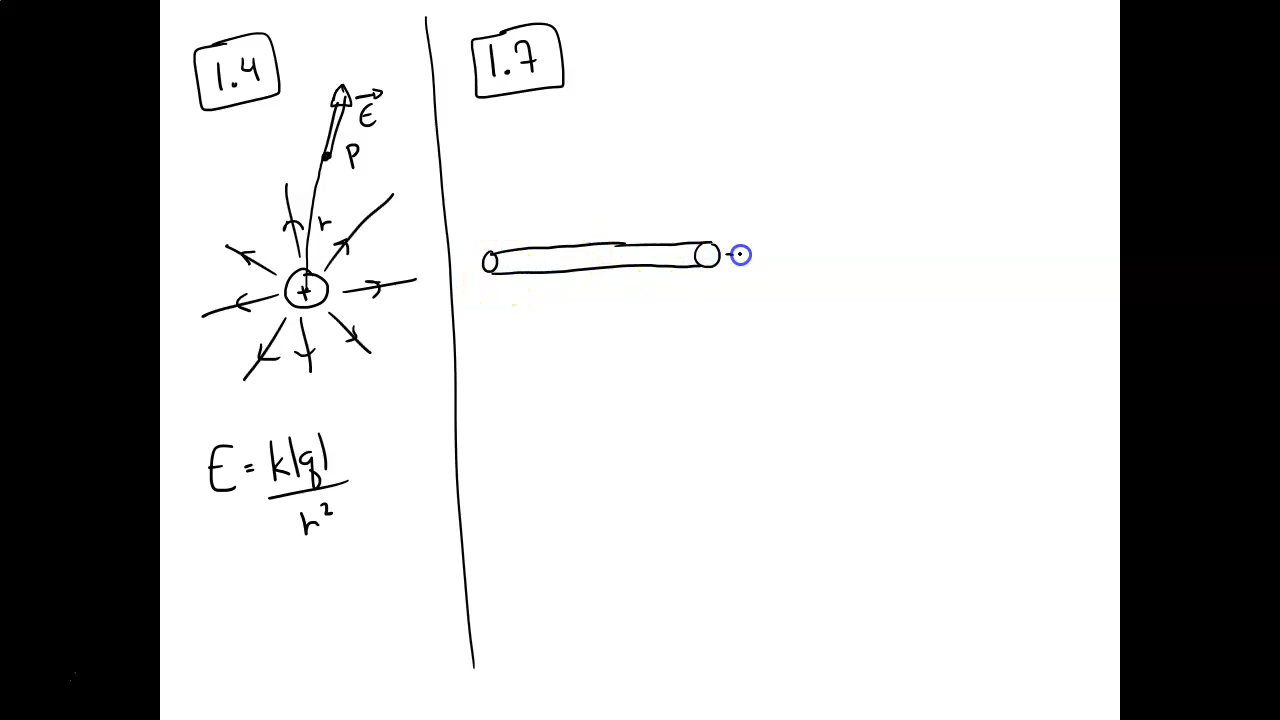 1.4
E⃗
P
r
+
E = k|q|
r²
1.7